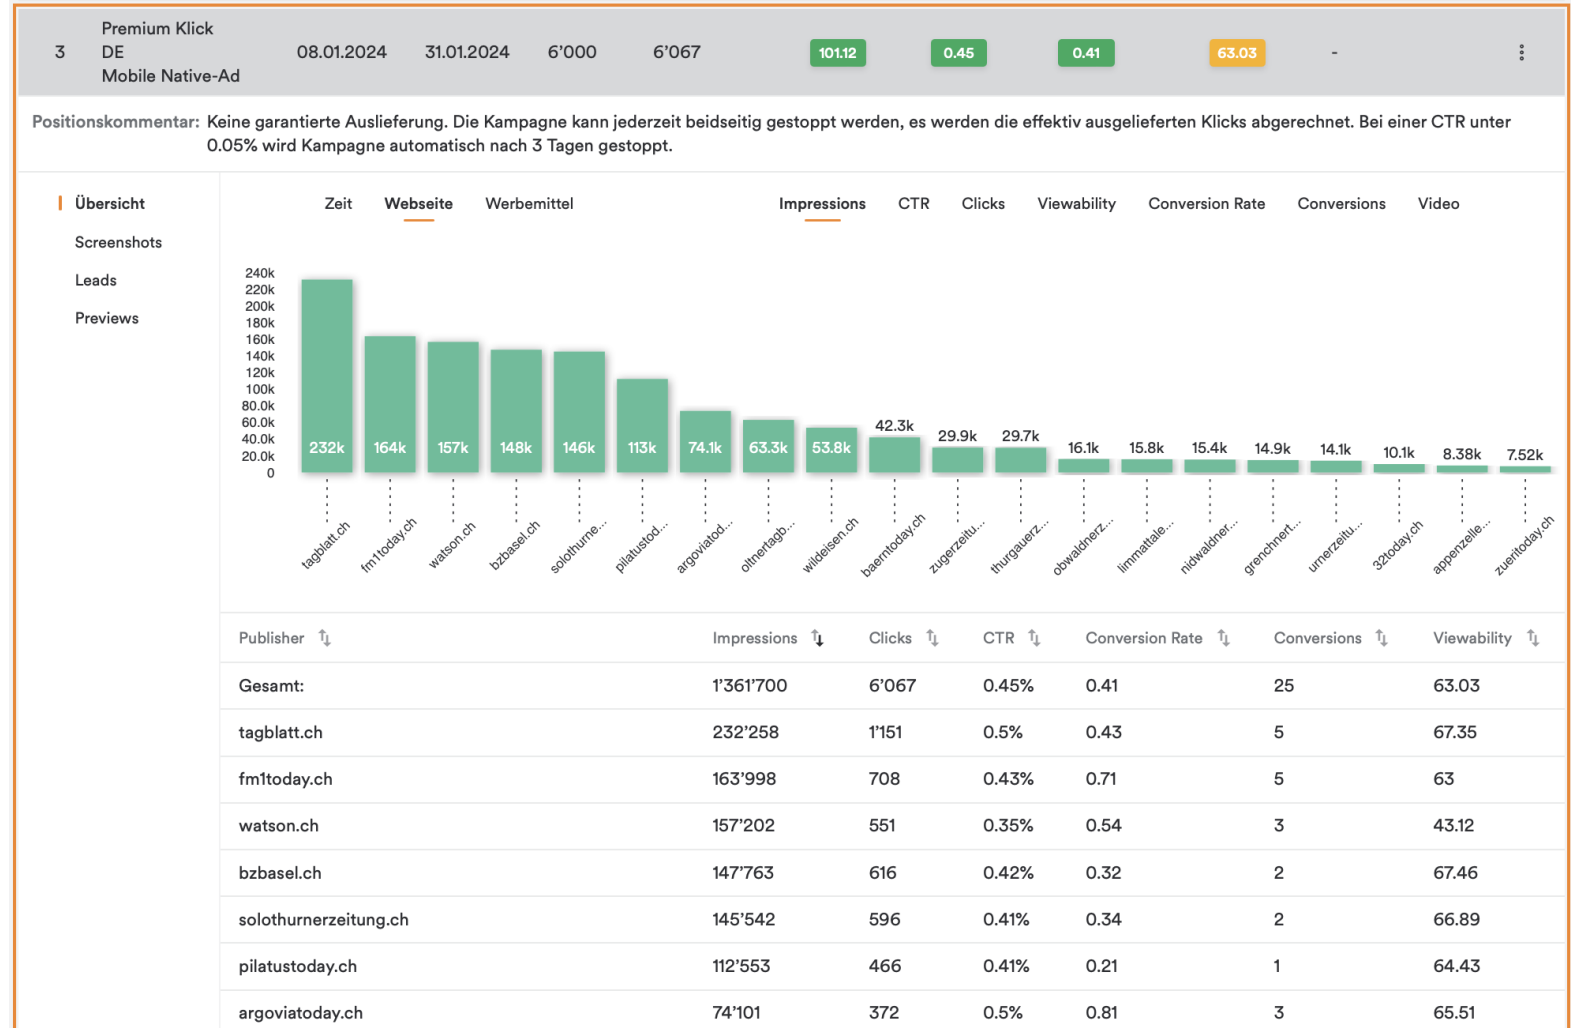 Premium Klick
3 DE 08.01.2024 31.01.2024 6’000 6’067 101.12 0.45 0.41 63.03 -
Mobile Native-Ad
Positionskommentar: Keine garantierte Auslieferung. Die Kampagne kann jederzeit beidseitig gestoppt werden, es werden die effektiv ausgelieferten Klicks abgerechnet. Bei einer CTR unter
0.05% wird Kampagne automatisch nach 3 Tagen gestoppt.
Übersicht
Screenshots
Leads
Previews
Zeit Webseite Werbemittel Impressions CTR Clicks Viewability Conversion Rate Conversions Video
240k
220k
200k
180k
160k
140k
120k
100k
80.0k
60.0k
40.0k
20.0k
0
232k 164k 157k 148k 146k 113k 74.1k 63.3k 53.8k 42.3k 29.9k 29.7k 16.1k 15.8k 15.4k 14.9k 14.1k 10.1k 8.38k 7.52k
tagblatt.ch fm1today.ch watson.ch bzbasel.ch solothurne... pilatustod... argoviatod... oltnertagb... wildeisen.ch baerntoday.ch zugerzeitu... thurgauerz... obwaldnerz... limmattale... nidwaldner... grenchnert... urnerzeitu... 32today.ch appenzelle... zueritoday.ch
Publisher Impressions Clicks CTR Conversion Rate Conversions Viewability
Gesamt: 1’361’700 6’067 0.45% 0.41 25 63.03
tagblatt.ch 232’258 1’151 0.5% 0.43 5 67.35
fm1today.ch 163’998 708 0.43% 0.71 5 63
watson.ch 157’202 551 0.35% 0.54 3 43.12
bzbasel.ch 147’763 616 0.42% 0.32 2 67.46
solothurnerzeitung.ch 145’542 596 0.41% 0.34 2 66.89
pilatustoday.ch 112’553 466 0.41% 0.21 1 64.43
argoviatoday.ch 74’101 372 0.5% 0.81 3 65.51